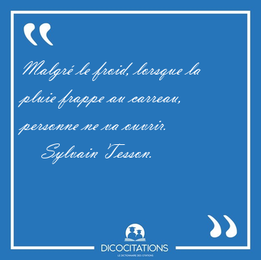 Malgré le froid, lorsque la
pluie frappe au carreau,
personne ne va ouvrir.
Sylvain Tesson.
DICOCITATIONS